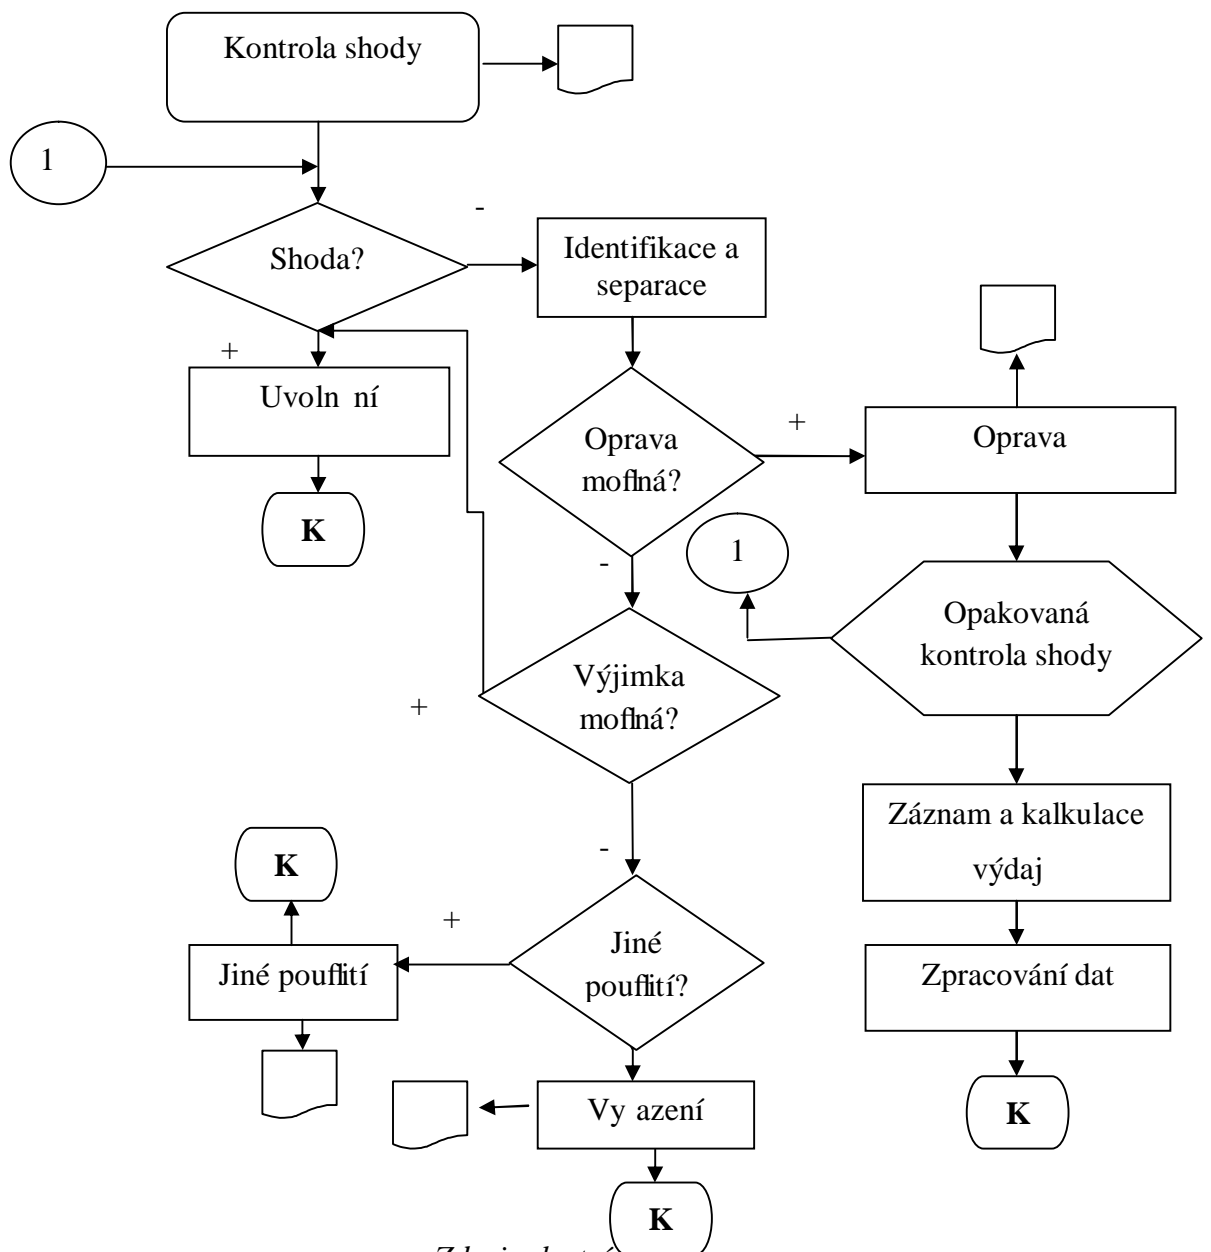 Kontrola shody
1
-
Shoda?
Identifikace a
separace
+
Uvoln ní
Oprava
moflná?
+
Oprava
K
1
-
Opakovaná
kontrola shody
Výjimka
moflná?
+
Záznam a kalkulace
výdaj
-
K
+
Jiné
pouflití?
Jiné pouflití
Zpracování dat
Vy azení
K
K